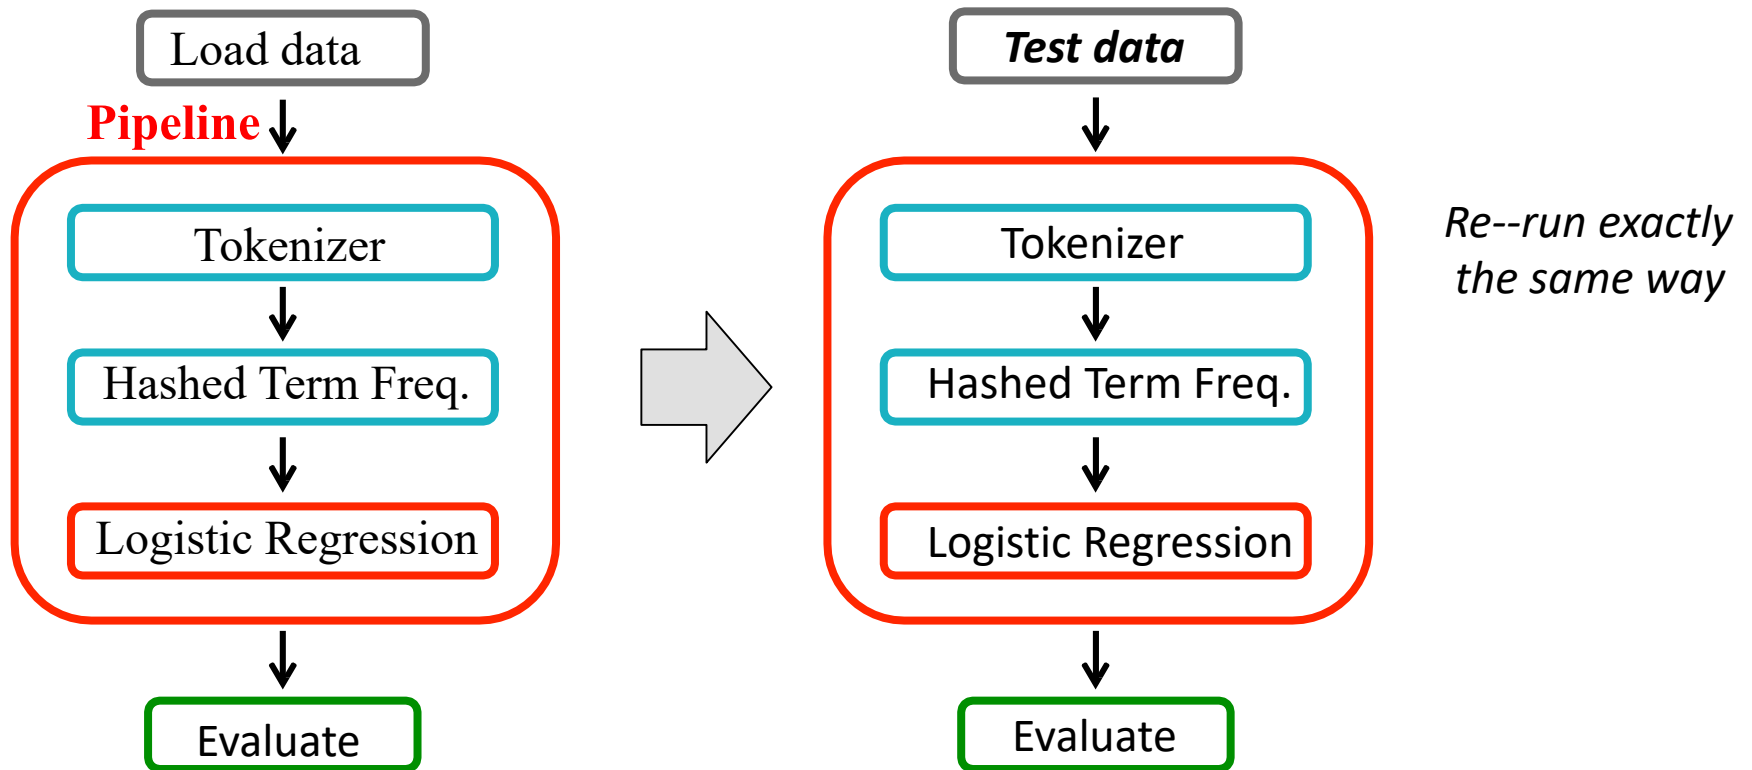 Load data
Pipeline
Tokenizer
Hashed Term Freq.
Logistic Regression
Evaluate
Test data
Tokenizer
Hashed Term Freq.
Logistic Regression
Evaluate
Re--run exactly
the same way